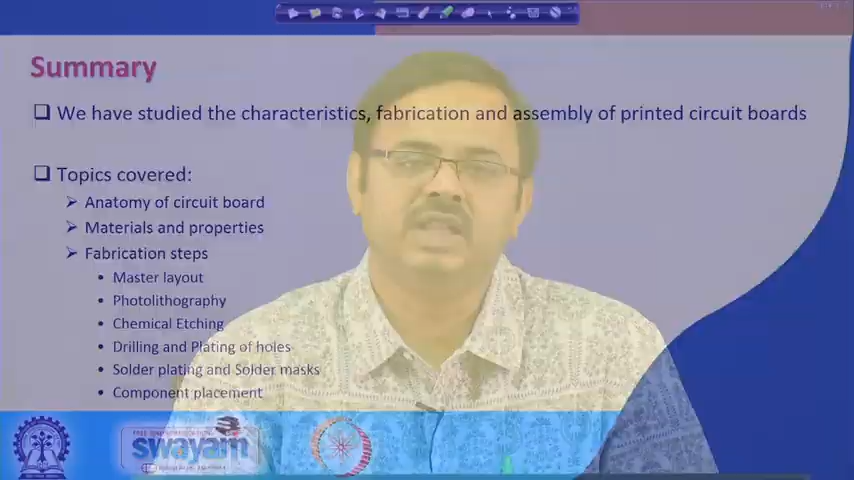 Summary
We have studied the characteristics, fabrication and assembly of printed circuit boards
Topics covered:
Anatomy of circuit board
Materials and properties
Fabrication steps
Master layout
Photolithography
Chemical Etching
Drilling and Plating of holes
Solder plating and Solder masks
Component placement
swayam